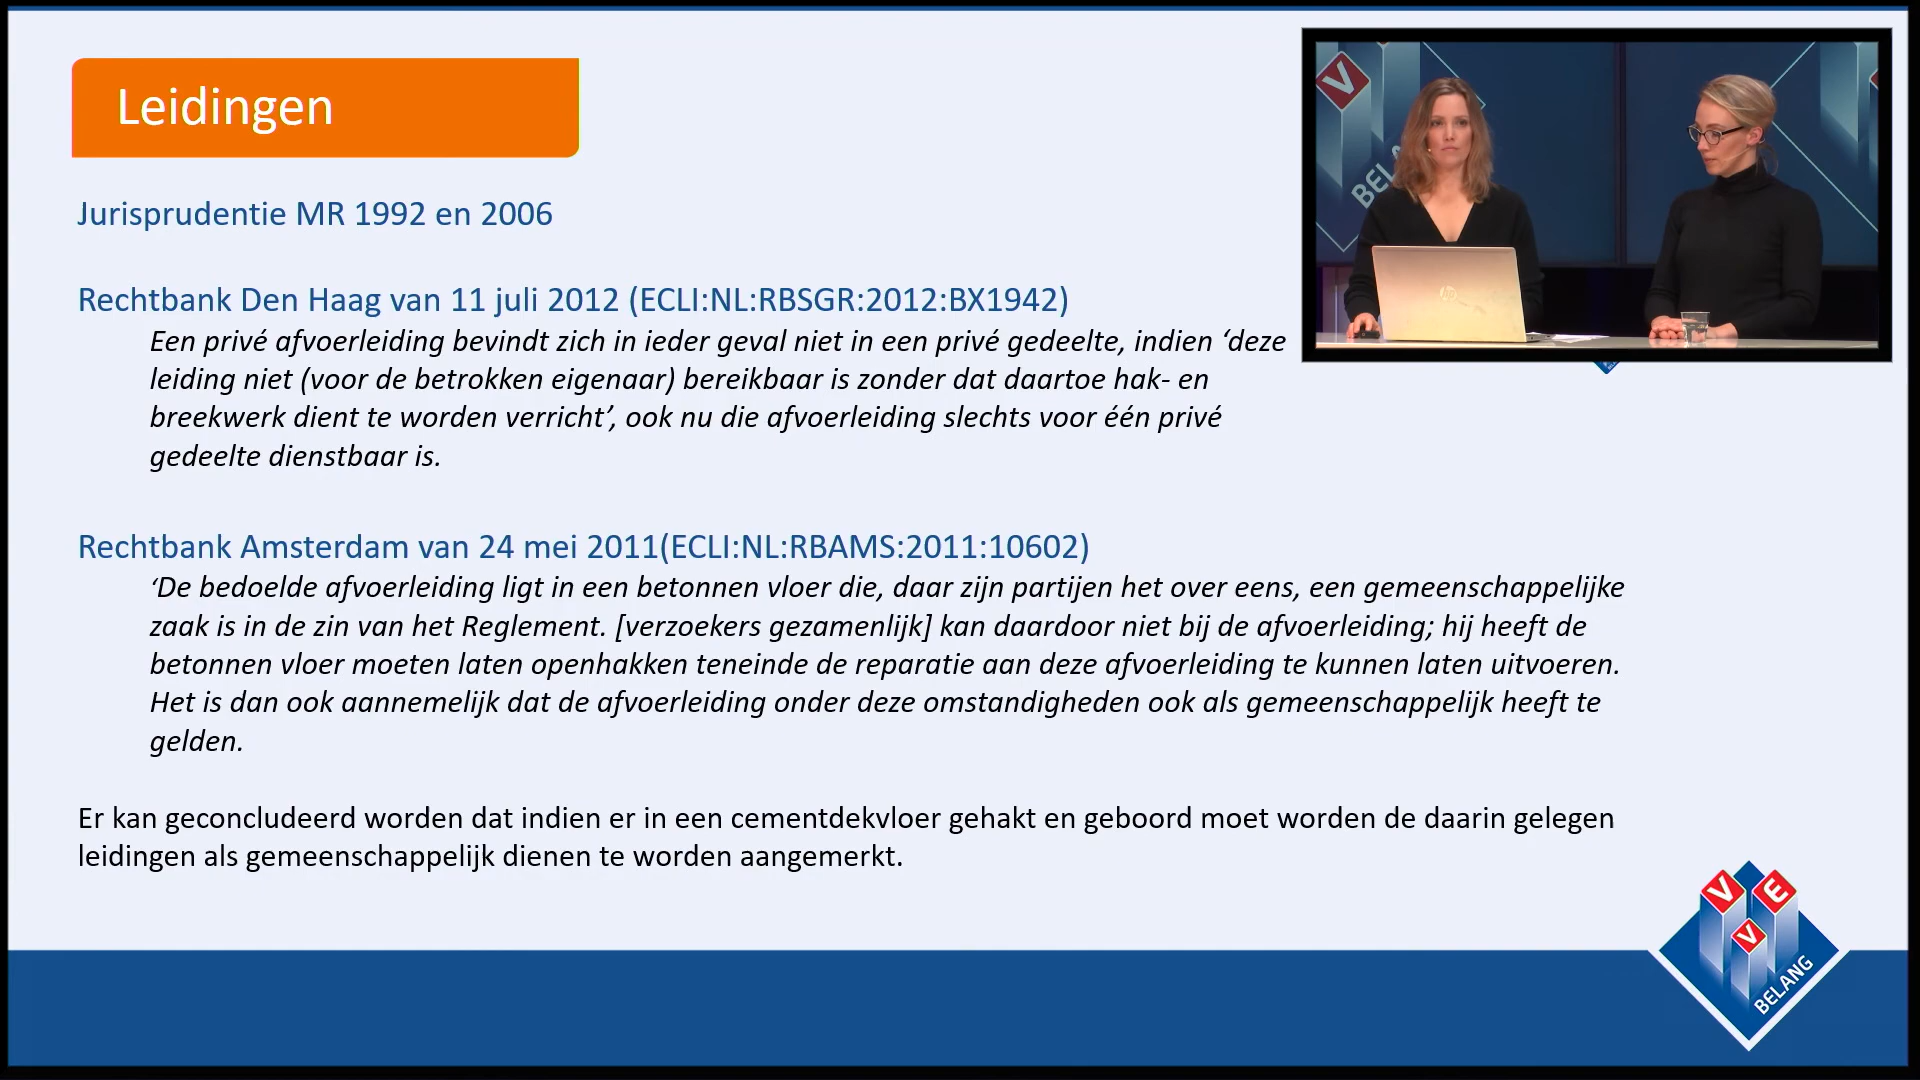 Leidingen
Jurisprudentie MR 1992 en 2006
Rechtbank Den Haag van 11 juli 2012 (ECLI:NL:RBSGR:2012:BX1942)
Een privé afvoerleiding bevindt zich in ieder geval niet in een privé gedeelte, indien ‘deze
leiding niet (voor de betrokken eigenaar) bereikbaar is zonder dat daartoe hak- en
breekwerk dient te worden verricht’, ook nu die afvoerleiding slechts voor één privé
gedeelte dienstbaar is.
Rechtbank Amsterdam van 24 mei 2011(ECLI:NL:RBAMS:2011:10602)
‘De bedoelde afvoerleiding ligt in een betonnen vloer die, daar zijn partijen het over eens, een gemeenschappelijke
zaak is in de zin van het Reglement. [verzoekers gezamenlijk] kan daardoor niet bij de afvoerleiding; hij heeft de
betonnen vloer moeten laten openhakken teneinde de reparatie aan deze afvoerleiding te kunnen laten uitvoeren.
Het is dan ook aannemelijk dat de afvoerleiding onder deze omstandigheden ook als gemeenschappelijk heeft te
gelden.
Er kan geconcludeerd worden dat indien er in een cementdekvloer gehakt en geboord moet worden de daarin gelegen
leidingen als gemeenschappelijk dienen te worden aangemerkt.
V
BELA
BELANG
hp
V E
V
BELANG